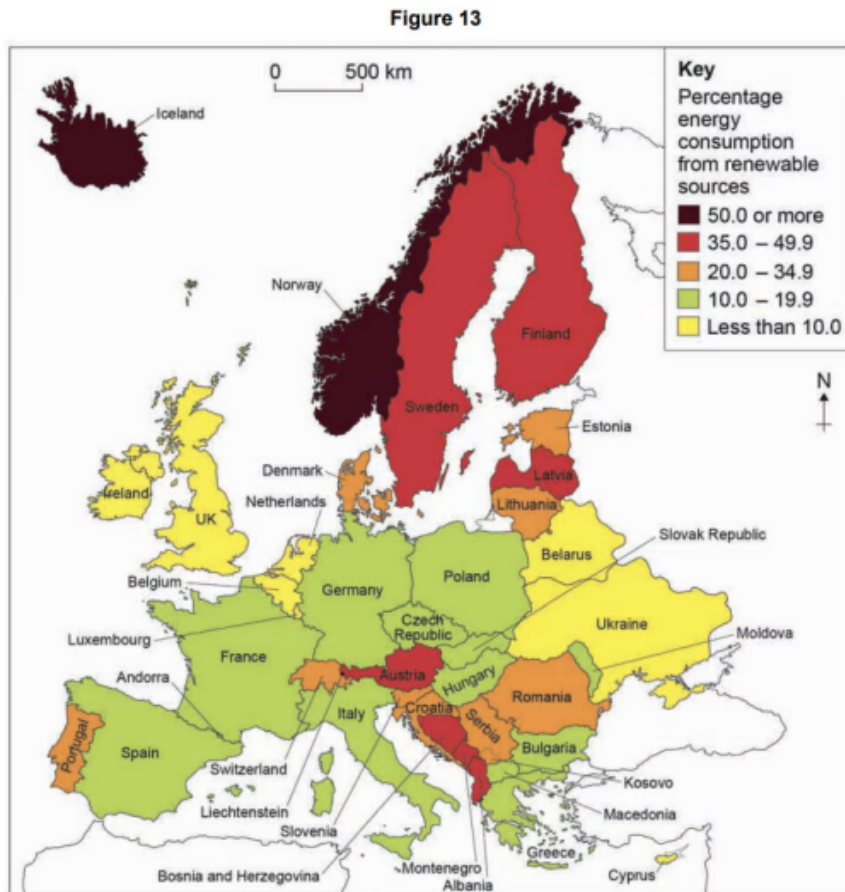 Figure 13
0 500 km
Key
Percentage
energy
consumption
from renewable
sources
50.0 or more
35.0 – 49.9
20.0 – 34.9
10.0 – 19.9
Less than 10.0
N
Iceland
Norway
Finland
Sweden
Estonia
Denmark
Latvia
Netherlands
Lithuania
Ireland
UK
Slovak Republic
Belarus
Belgium
Germany
Poland
Czech
Republic
Ukraine
Luxembourg
Moldova
France
Andorra
Austria
Hungary
Romania
Croatia
Italy
Serbia
Portugal
Spain
Bulgaria
Switzerland
Kosovo
Liechtenstein
Macedonia
Slovenia
Greece
Montenegro
Bosnia and Herzegovina
Albania
Cyprus